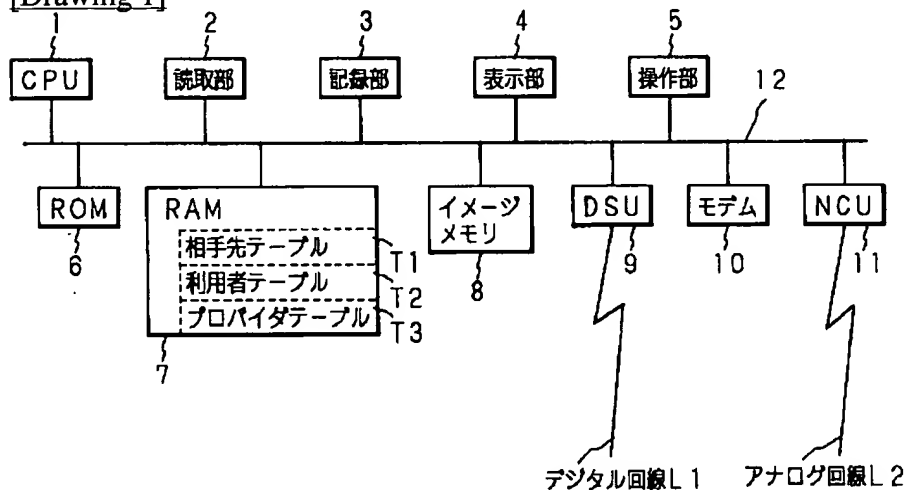 [Drawing 1]
1
2
3
4
5
CPU
読取部
記録部
表示部
操作部
12
ROM
RAM
イメージ
メモリ
DSU
モデム
NCU
6
相手先テーブル
T1
利用者テーブル
T2
プロバイダテーブル
T3
7
8
9
10
11
デジタル回線L1
アナログ回線L2